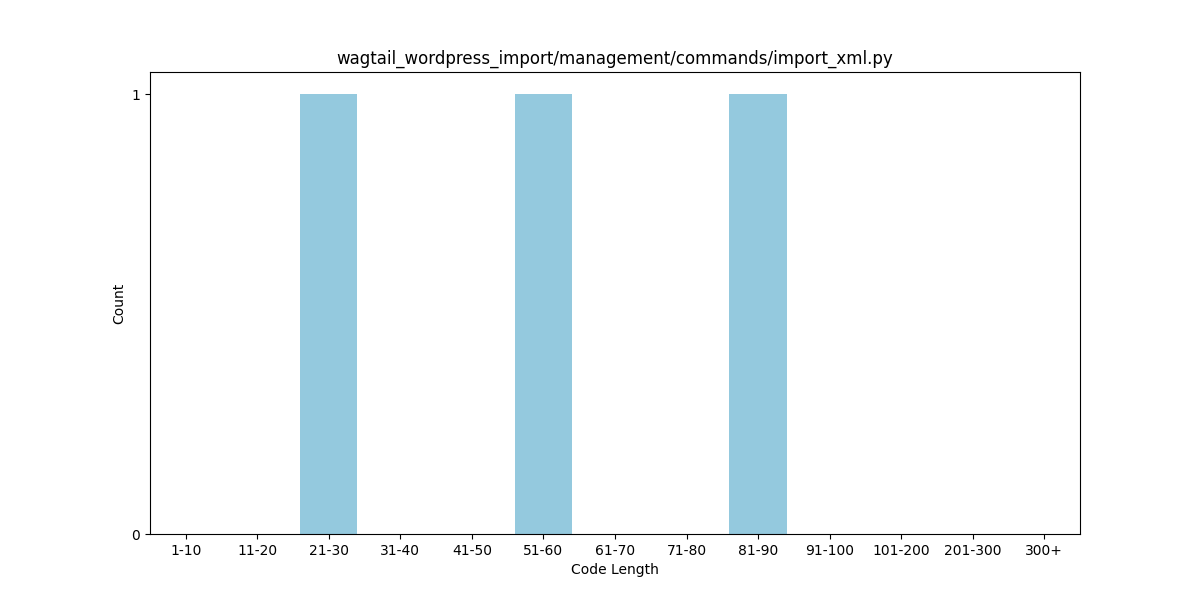 wagtail_wordpress_import/management/commands/import_xml.py
1
Count
0
1-10 11-20 21-30 31-40 41-50 51-60 61-70 71-80 81-90 91-100 101-200 201-300 300+
Code Length